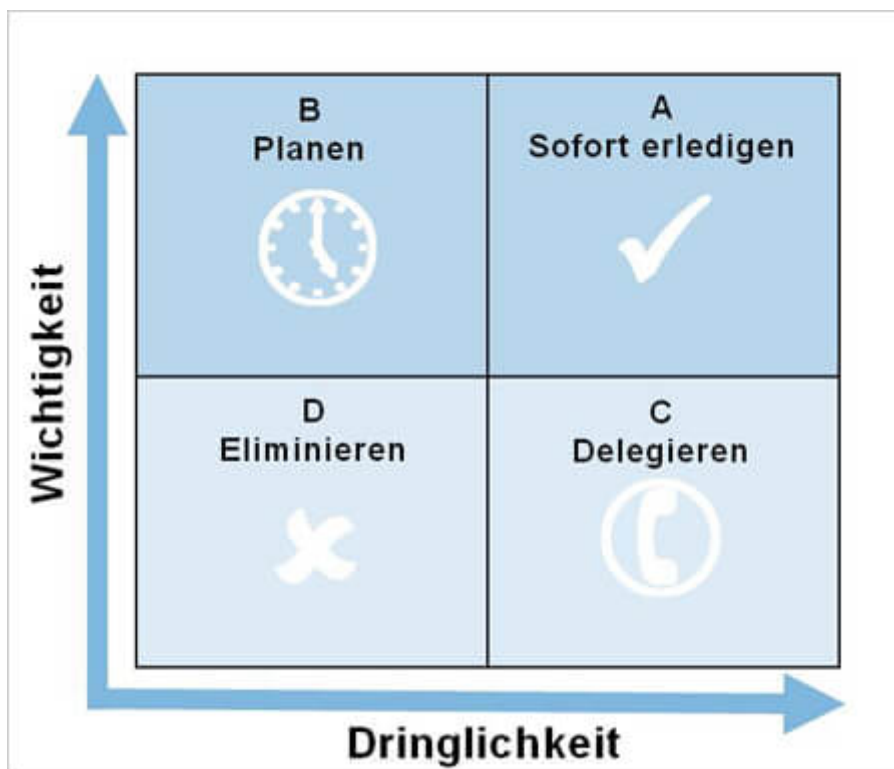 B
Planen
A
Sofort erledigen
D
Eliminieren
C
Delegieren
Wichtigkeit
Dringlichkeit